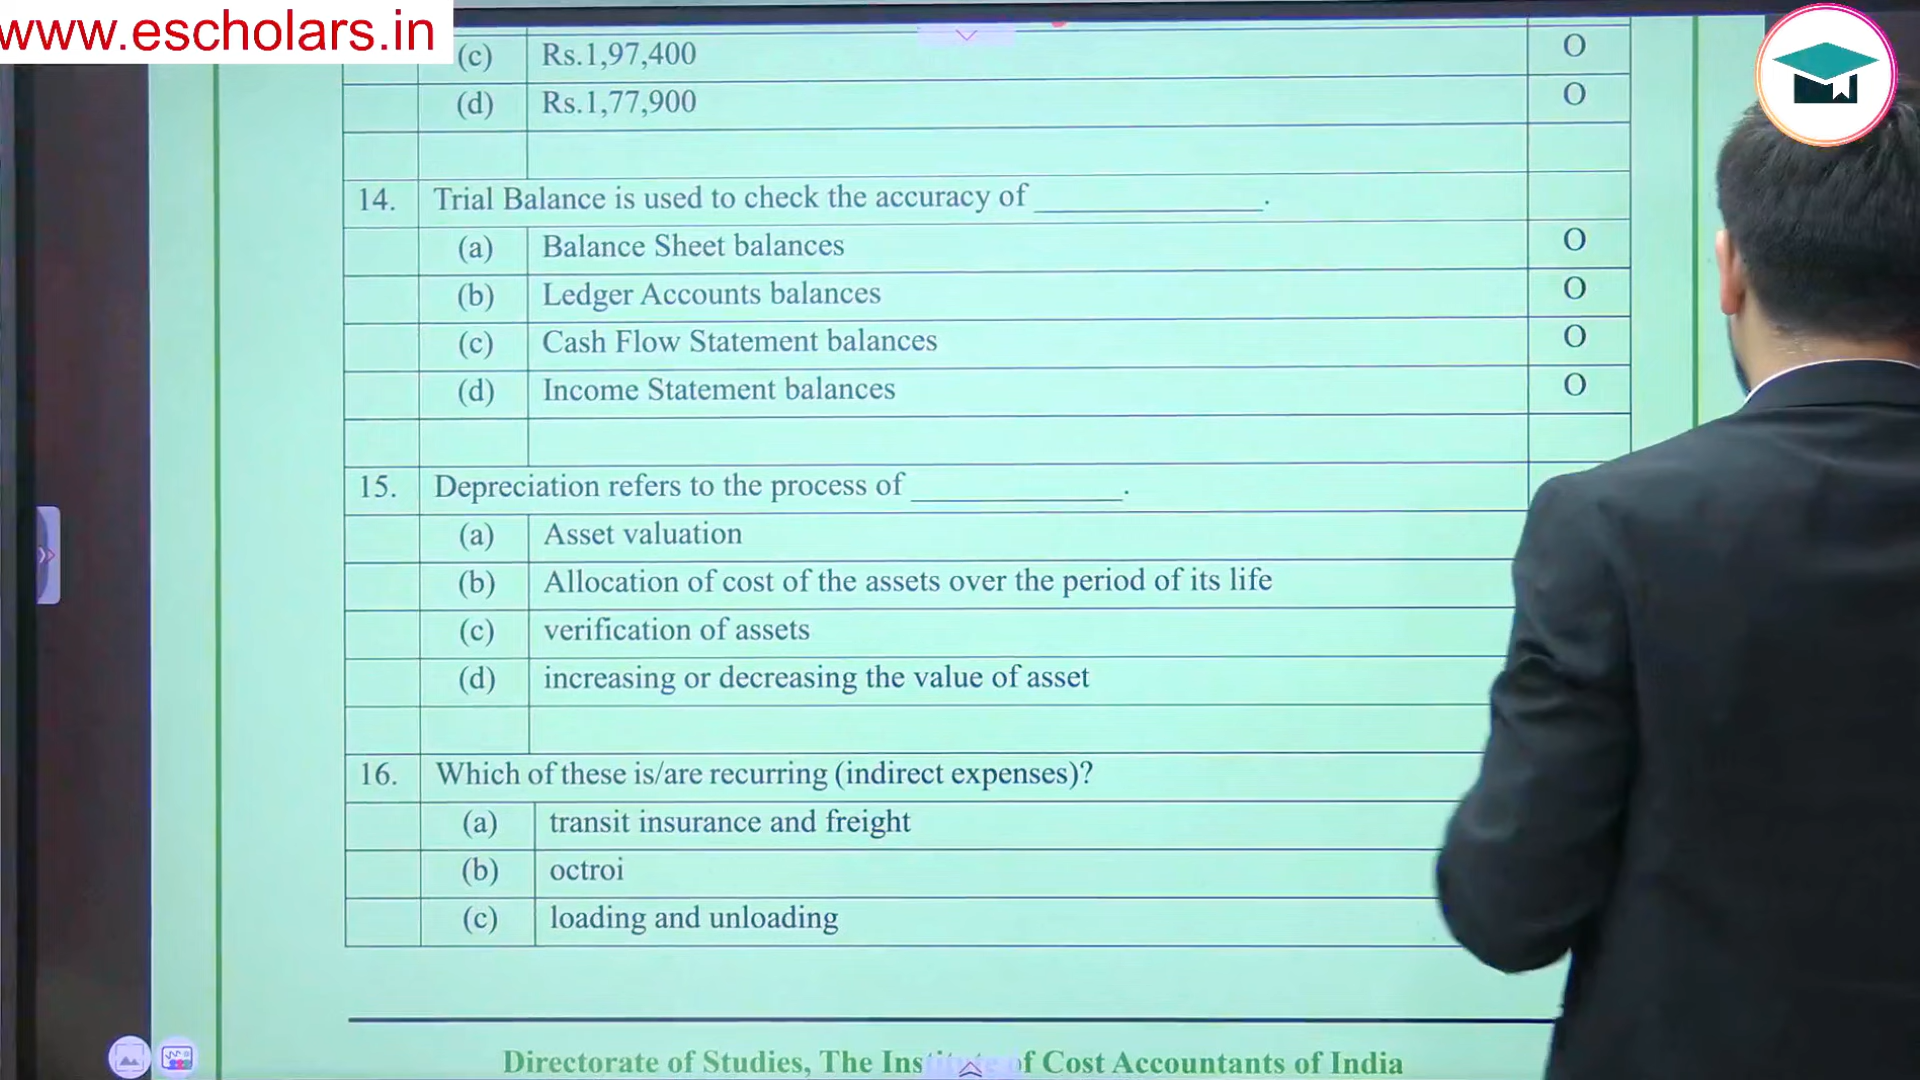 www.escholars.in
(c) Rs.1,97,400 O
(d) Rs.1,77,900 O
14. Trial Balance is used to check the accuracy of ______________.
(a) Balance Sheet balances O
(b) Ledger Accounts balances O
(c) Cash Flow Statement balances O
(d) Income Statement balances O
15. Depreciation refers to the process of _____________.
(a) Asset valuation
(b) Allocation of cost of the assets over the period of its life
(c) verification of assets
(d) increasing or decreasing the value of asset
16. Which of these is/are recurring (indirect expenses)?
(a) transit insurance and freight
(b) octroi
(c) loading and unloading
Directorate of Studies, The Institute of Cost Accountants of India